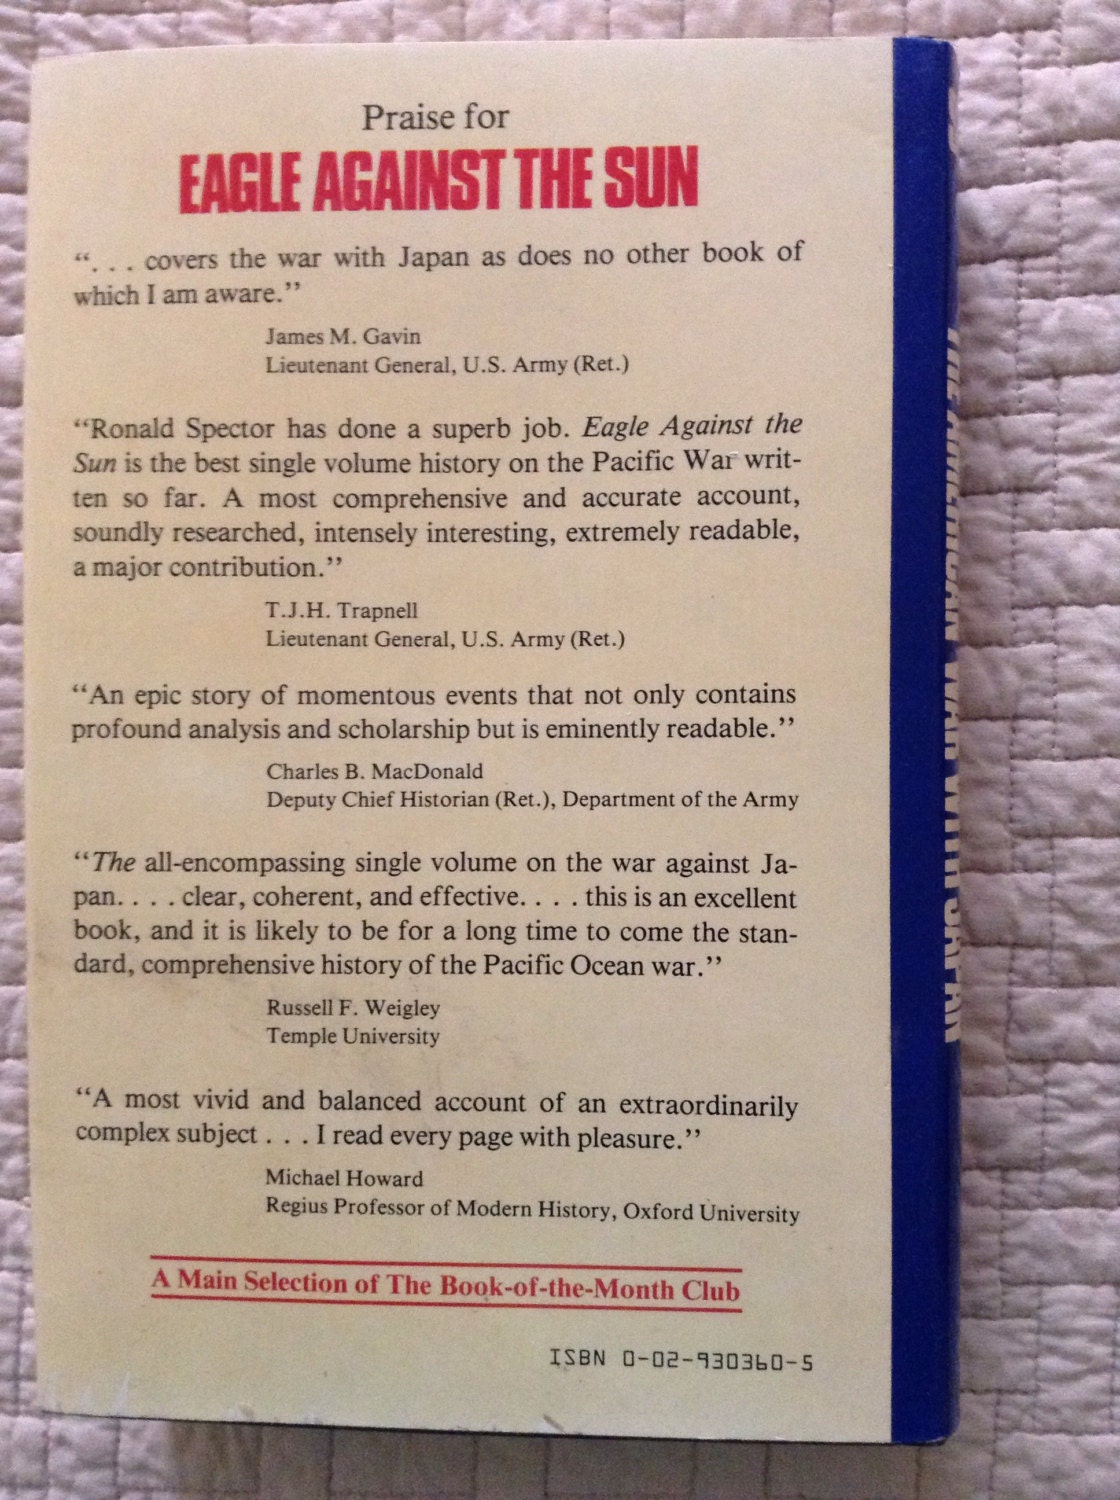 Praise for
EAGLE AGAINST THE SUN
“. . . covers the war with Japan as does no other book of
which I am aware.”
James M. Gavin
Lieutenant General, U.S. Army (Ret.)
“Ronald Spector has done a superb job. Eagle Against the
Sun is the best single volume history on the Pacific War writ-
ten so far. A most comprehensive and accurate account,
soundly researched, intensely interesting, extremely readable,
a major contribution.”
T.J.H. Trapnell
Lieutenant General, U.S. Army (Ret.)
“An epic story of momentous events that not only contains
profound analysis and scholarship but is eminently readable.”
Charles B. MacDonald
Deputy Chief Historian (Ret.), Department of the Army
“The all-encompassing single volume on the war against Ja-
pan. . . . clear, coherent, and effective. . . . this is an excellent
book, and it is likely to be for a long time to come the stan-
dard, comprehensive history of the Pacific Ocean war.”
Russell F. Weigley
Temple University
“A most vivid and balanced account of an extraordinarily
complex subject . . . I read every page with pleasure.”
Michael Howard
Regius Professor of Modern History, Oxford University
A Main Selection of The Book-of-the-Month Club
ISBN 0-02-930360-5